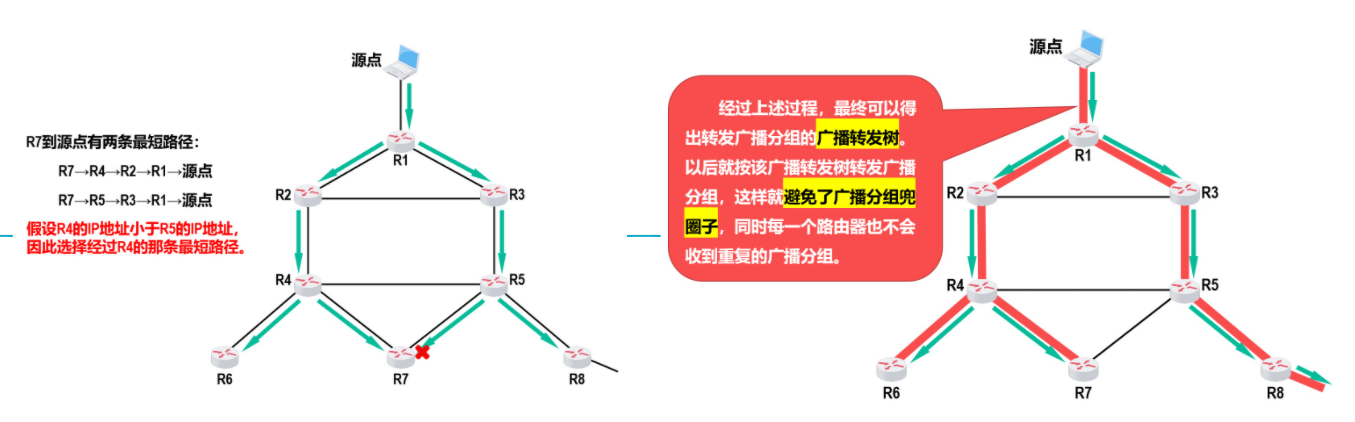 源点
R7到源点有两条最短路径：
R7→R4→R2→R1→源点
R7→R5→R3→R1→源点
假设R4的IP地址小于R5的IP地址，
因此选择经过R4的那条最短路径。
R1
R2
R3
R4
R5
R6
R7
R8
源点
经过上述过程，最终可以得
出转发广播分组的广播转发树。
以后就按该广播转发树转发广播
分组，这样就避免了广播分组兜
圈子，同时每一个路由器也不会
收到重复的广播分组。
R1
R2
R3
R4
R5
R6
R7
R8